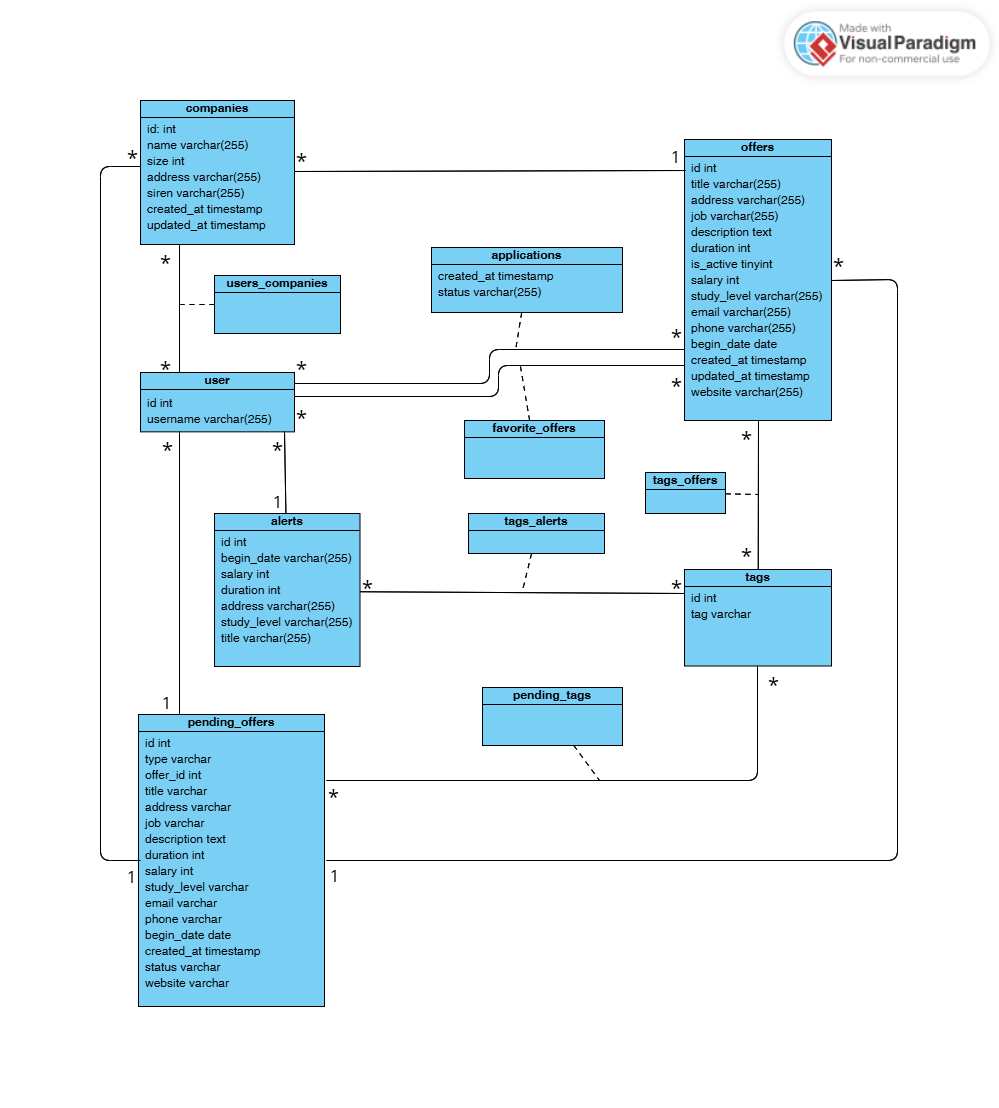 Made with
Visual Paradigm
For non-commercial use
companies
id: int
name varchar(255)
size int
address varchar(255)
siren varchar(255)
created_at timestamp
updated_at timestamp
*
*
1
*
offers
id int
title varchar(255)
address varchar(255)
job varchar(255)
description text
duration int
is_active tinyint
salary int
study_level varchar(255)
email varchar(255)
phone varchar(255)
begin_date date
created_at timestamp
updated_at timestamp
website varchar(255)
*
*
*
*
applications
created_at timestamp
status varchar(255)
users_companies
*
*
*
user
id int
username varchar(255)
*
*
1
favorite_offers
tags_offers
*
alerts
id int
begin_date varchar(255)
salary int
duration int
address varchar(255)
study_level varchar(255)
title varchar(255)
*
tags_alerts
*
tags
id int
tag varchar
*
pending_tags
*
1
pending_offers
id int
type varchar
offer_id int
title varchar
address varchar
job varchar
description text
duration int
salary int
study_level varchar
email varchar
phone varchar
begin_date date
created_at timestamp
status varchar
website varchar
1
1